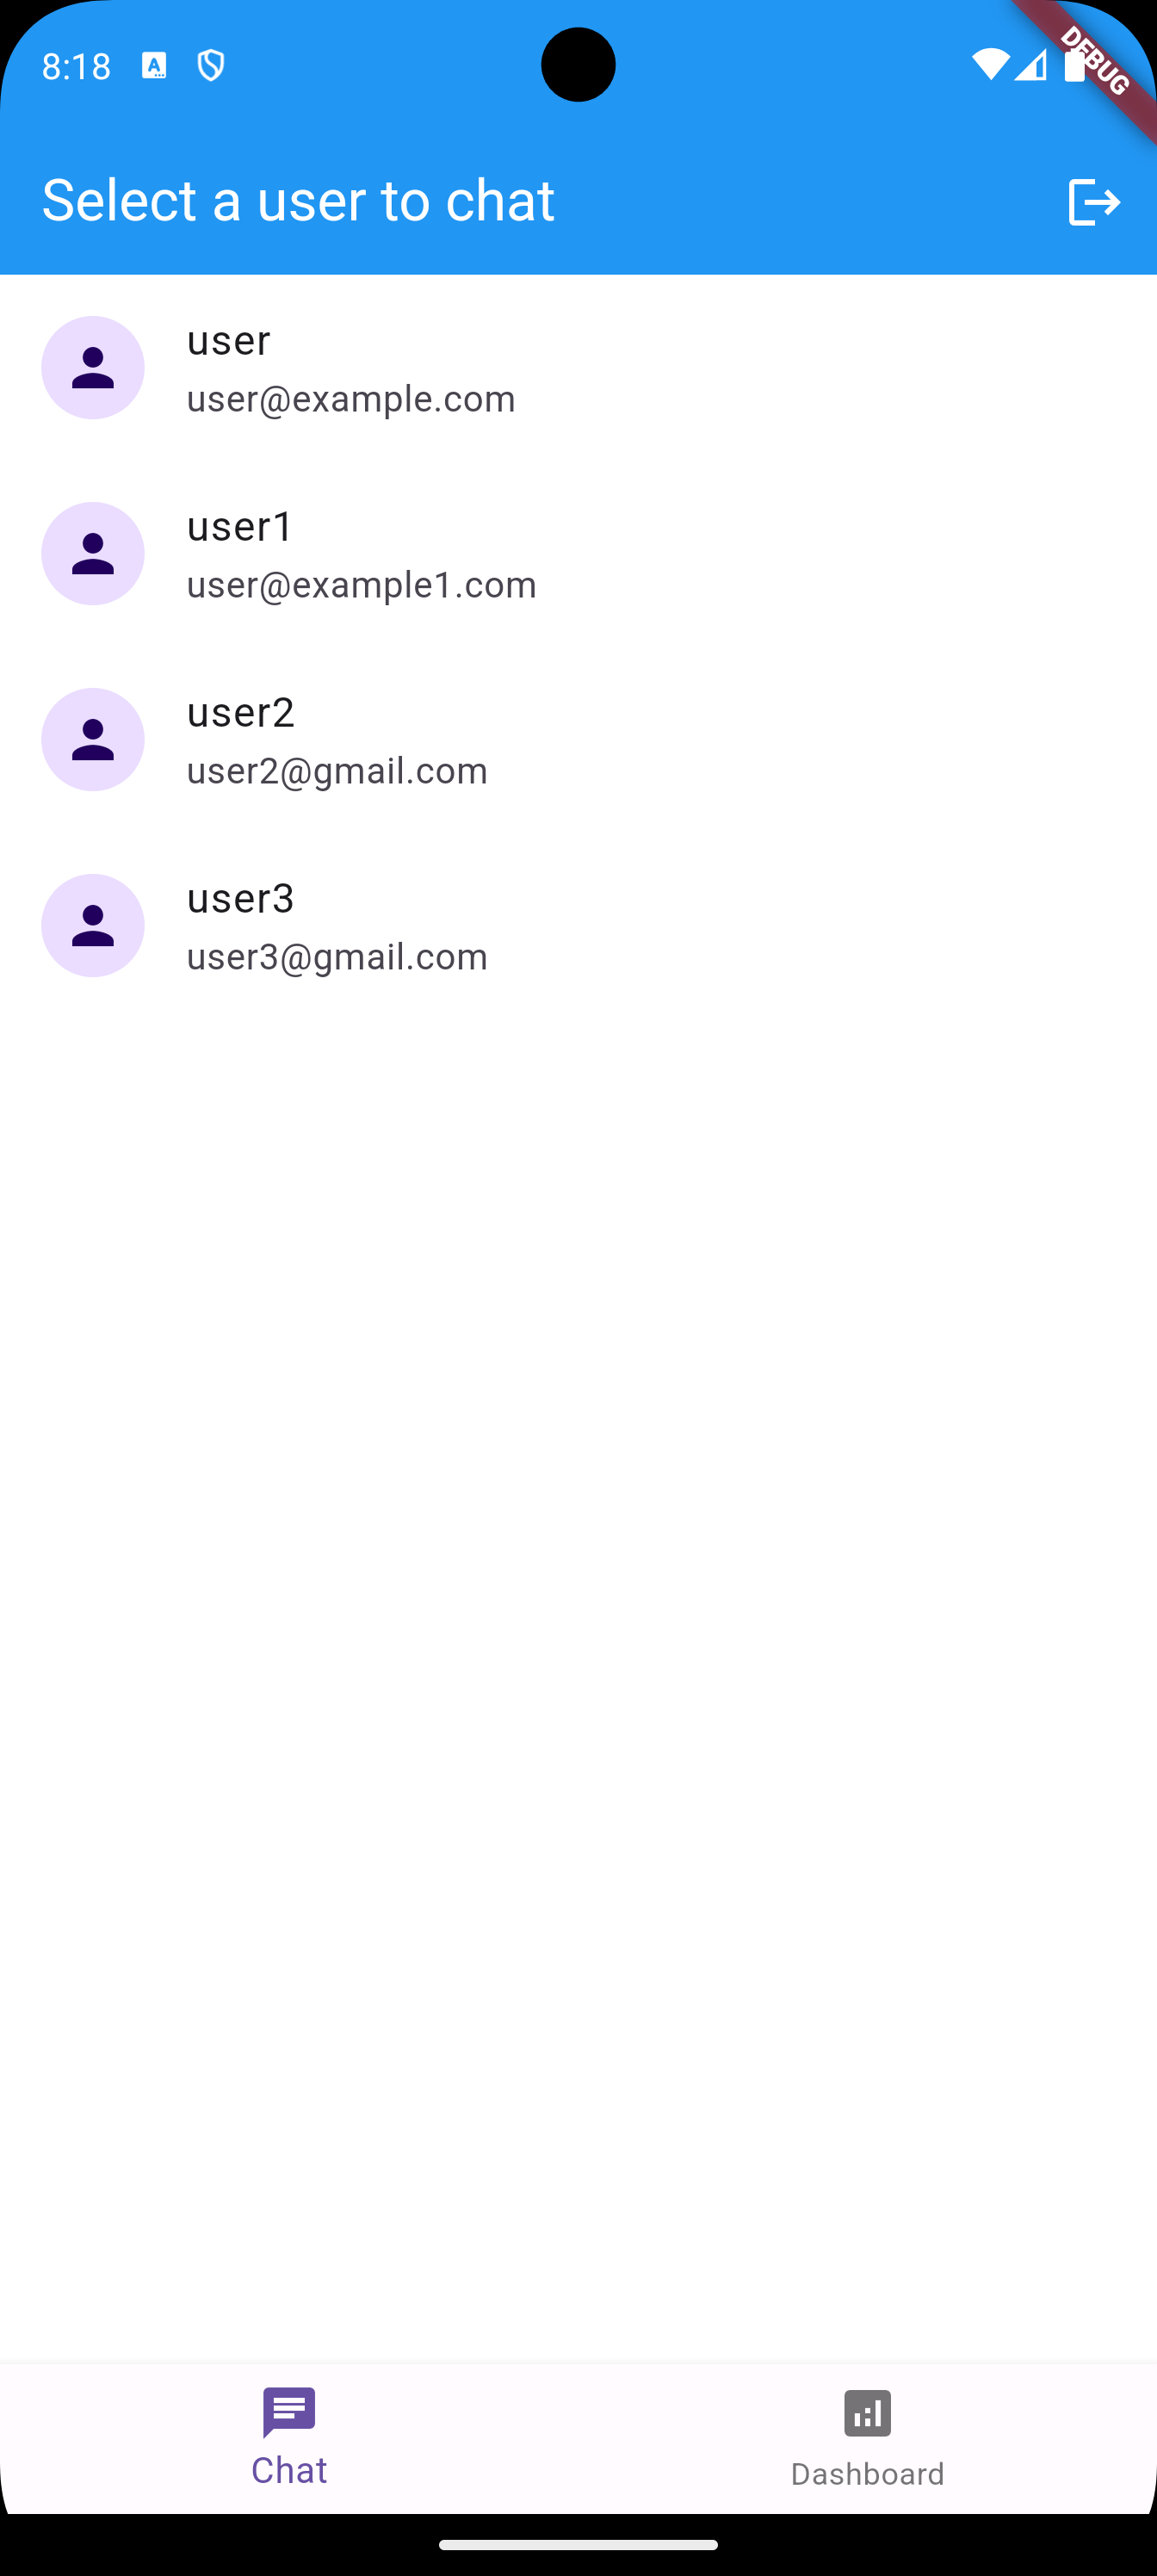 8:18
DEBUG
Select a user to chat
user
user@example.com
user1
user@example1.com
user2
user2@gmail.com
user3
user3@gmail.com
Chat
Dashboard